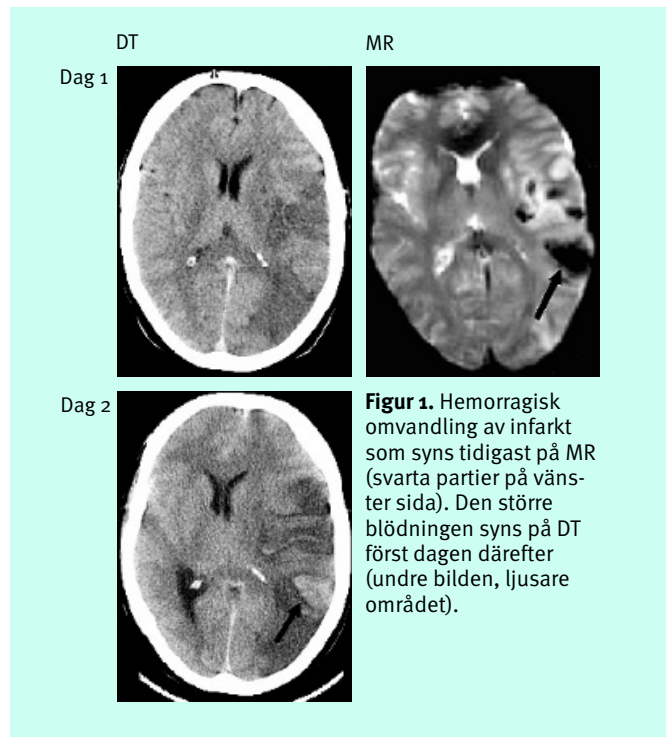 DT
MR
Dag 1
Dag 2
Figur 1. Hemorragisk
omvandling av infarkt
som syns tidigast på MR
(svarta partier på väns-
ter sida). Den större
blödningen syns på DT
först dagen därefter
(undre bilden, ljusare
området).